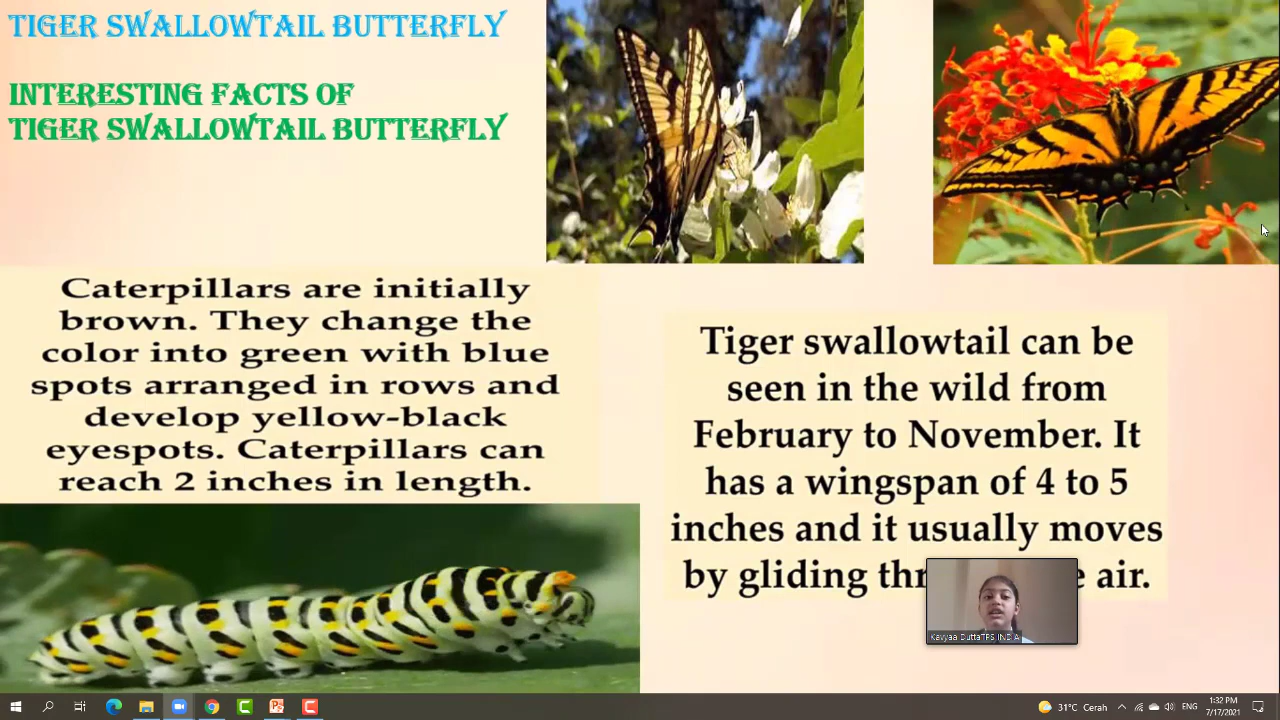 TIGER SWALLOWTAIL BUTTERFLY
INTERESTING FACTS OF
TIGER SWALLOWTAIL BUTTERFLY
Caterpillars are initially
brown. They change the
color into green with blue
spots arranged in rows and
develop yellow-black
eyespots. Caterpillars can
reach 2 inches in length.
Tiger swallowtail can be
seen in the wild from
February to November. It
has a wingspan of 4 to 5
inches and it usually moves
by gliding air.
Kavyaa DuttaTPS (IND A
31°C Cerah
ENG
1:32 PM
7/17/2021